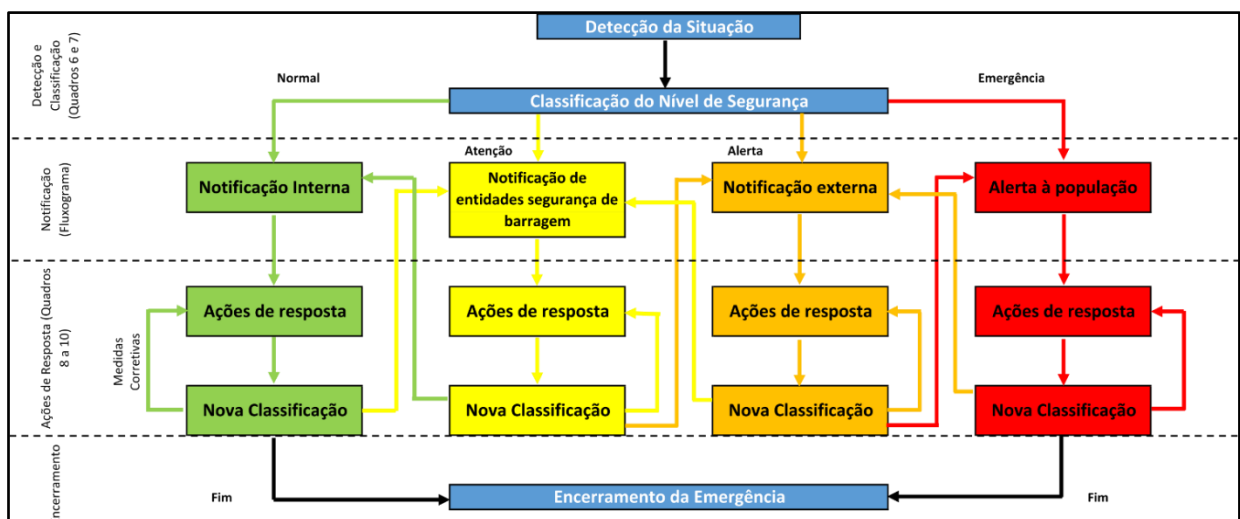 Detecção da Situação
Detecção e
Classificação
(Quadros 6 e 7)
Normal
Emergência
Classificação do Nível de Segurança
Notificação
(Fluxograma)
Atenção
Alerta
Notificação Interna
Notificação de
entidades segurança de
barragem
Notificação externa
Alerta à população
Ações de Resposta (Quadros
8 a 10)
Ações de resposta
Ações de resposta
Ações de resposta
Ações de resposta
Medidas
Corretivas
Nova Classificação
Nova Classificação
Nova Classificação
Nova Classificação
ncerramento
Fim
Encerramento da Emergência
Fim